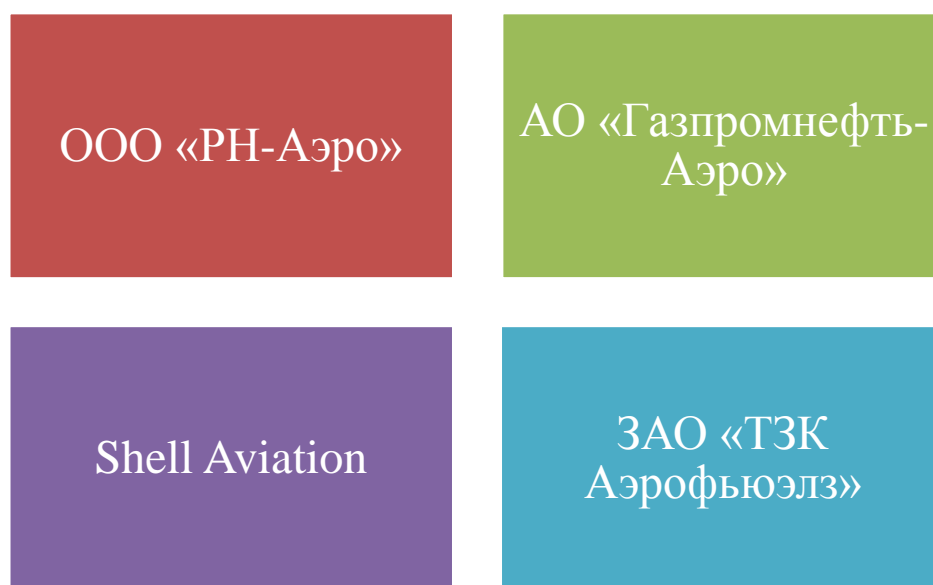 ООО «РН-Аэро»
АО «Газпромнефть-
Аэро»
Shell Aviation
ЗАО «ТЗК
Аэрофьюэлз»